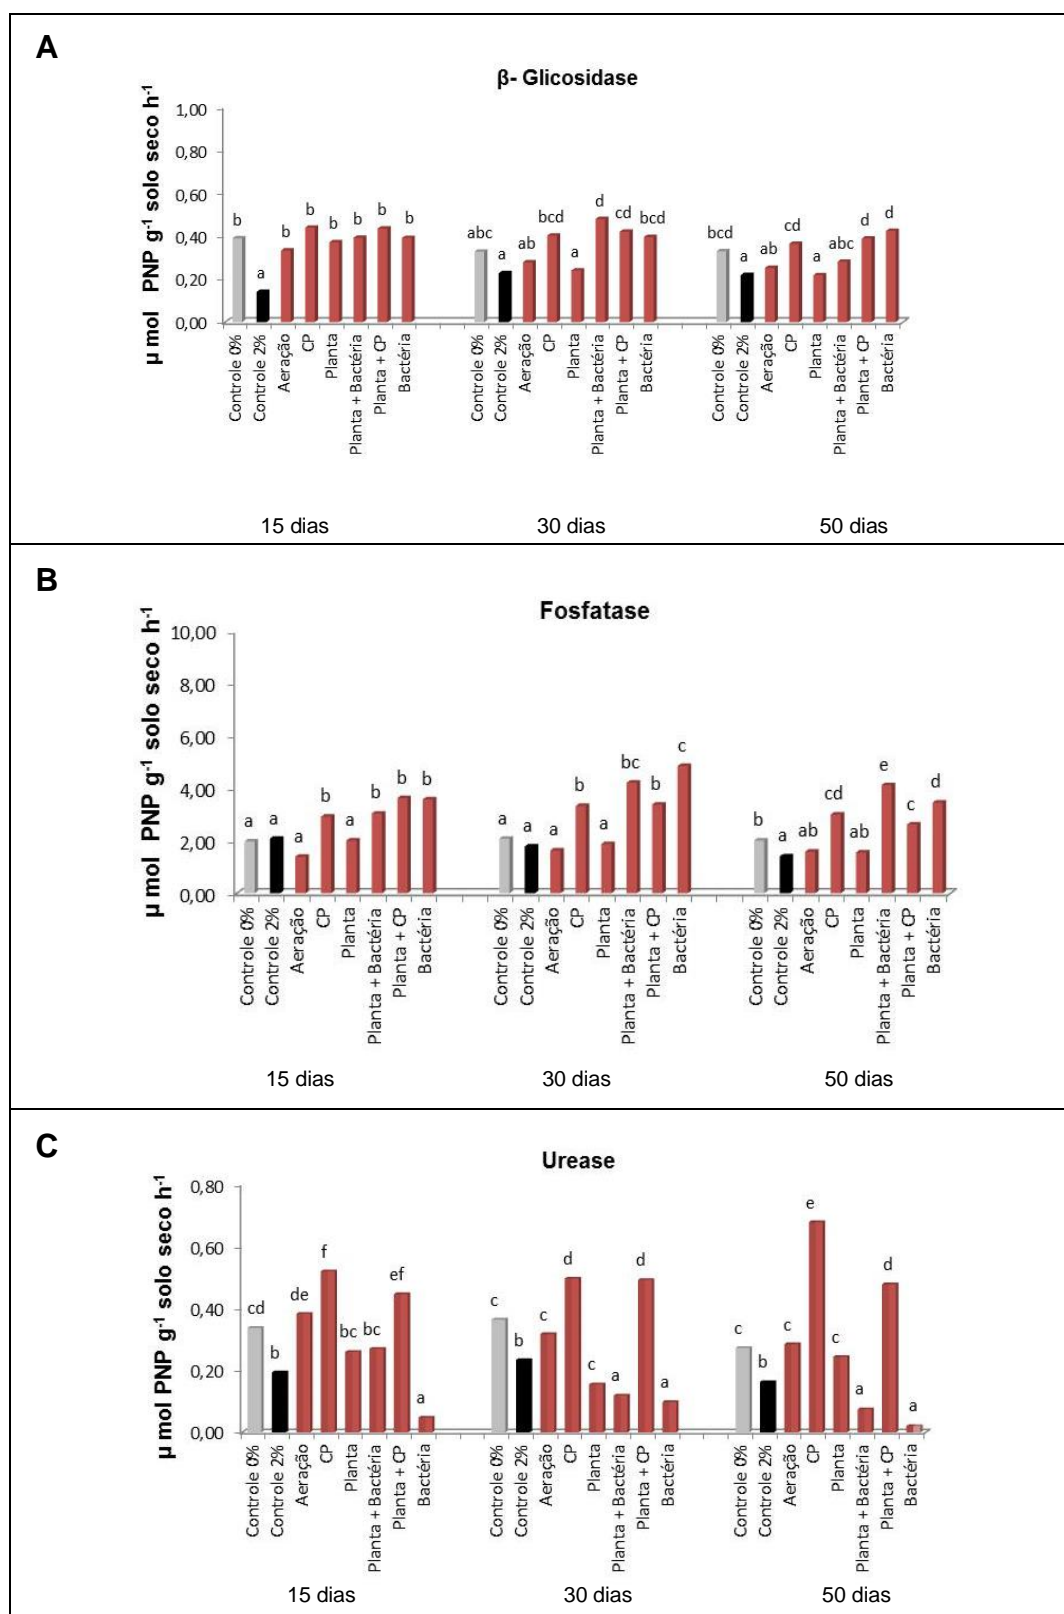 A
β- Glicosidase
µ mol PNP g-1 solo seco h-1
1,00
0,80
0,60
0,40
0,20
0,00
b a b b b b b b
abc a ab bcd a d cd bcd
bcd a ab cd a abc d d
Controle 0%
Controle 2%
Aeração
CP
Planta
Planta + Bactéria
Planta + CP
Bactéria
Controle 0%
Controle 2%
Aeração
CP
Planta
Planta + Bactéria
Planta + CP
Bactéria
Controle 0%
Controle 2%
Aeração
CP
Planta
Planta + Bactéria
Planta + CP
Bactéria
15 dias 30 dias 50 dias
B
Fosfatase
µ mol PNP g-1 solo seco h-1
10,00
8,00
6,00
4,00
2,00
0,00
a a a b a b b b
a a a b a bc b c
b a ab cd ab e c d
Controle 0%
Controle 2%
Aeração
CP
Planta
Planta + Bactéria
Planta + CP
Bactéria
Controle 0%
Controle 2%
Aeração
CP
Planta
Planta + Bactéria
Planta + CP
Bactéria
Controle 0%
Controle 2%
Aeração
CP
Planta
Planta + Bactéria
Planta + CP
Bactéria
15 dias 30 dias 50 dias
C
Urease
µ mol PNP g-1 solo seco h-1
0,80
0,60
0,40
0,20
0,00
cd b de f bc bc ef a
c b c d c a d a
c b c e c a d a
Controle 0%
Controle 2%
Aeração
CP
Planta
Planta + Bactéria
Planta + CP
Bactéria
Controle 0%
Controle 2%
Aeração
CP
Planta
Planta + Bactéria
Planta + CP
Bactéria
Controle 0%
Controle 2%
Aeração
CP
Planta
Planta + Bactéria
Planta + CP
Bactéria
15 dias 30 dias 50 dias